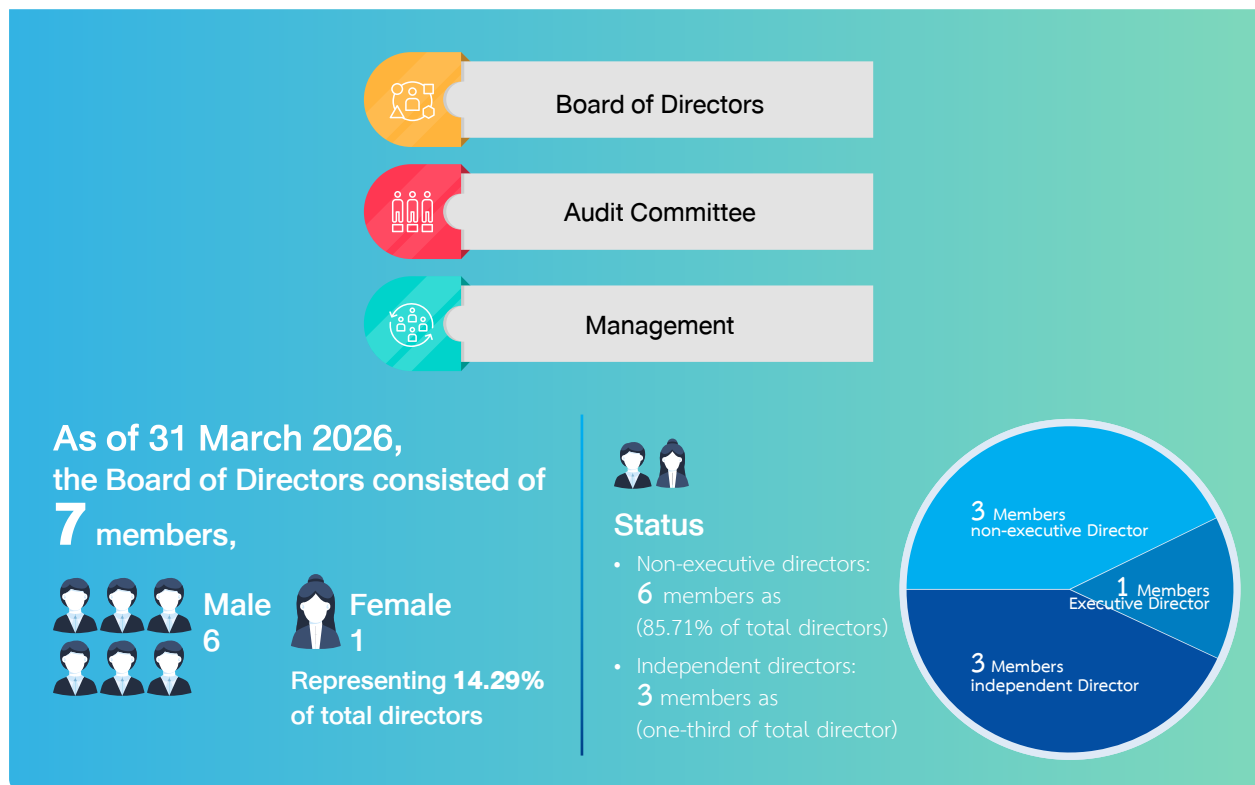 Board of Directors
Audit Committee
Management
As of 31 March 2026,
the Board of Directors consisted of
7 members,
Male
6
Female
1
Representing 14.29%
of total directors
Status
• Non-executive directors:
6 members as
(85.71% of total directors)
• Independent directors:
3 members as
(one-third of total director)
3 Members
non-executive Director
1 Members
Executive Director
3 Members
independent Director